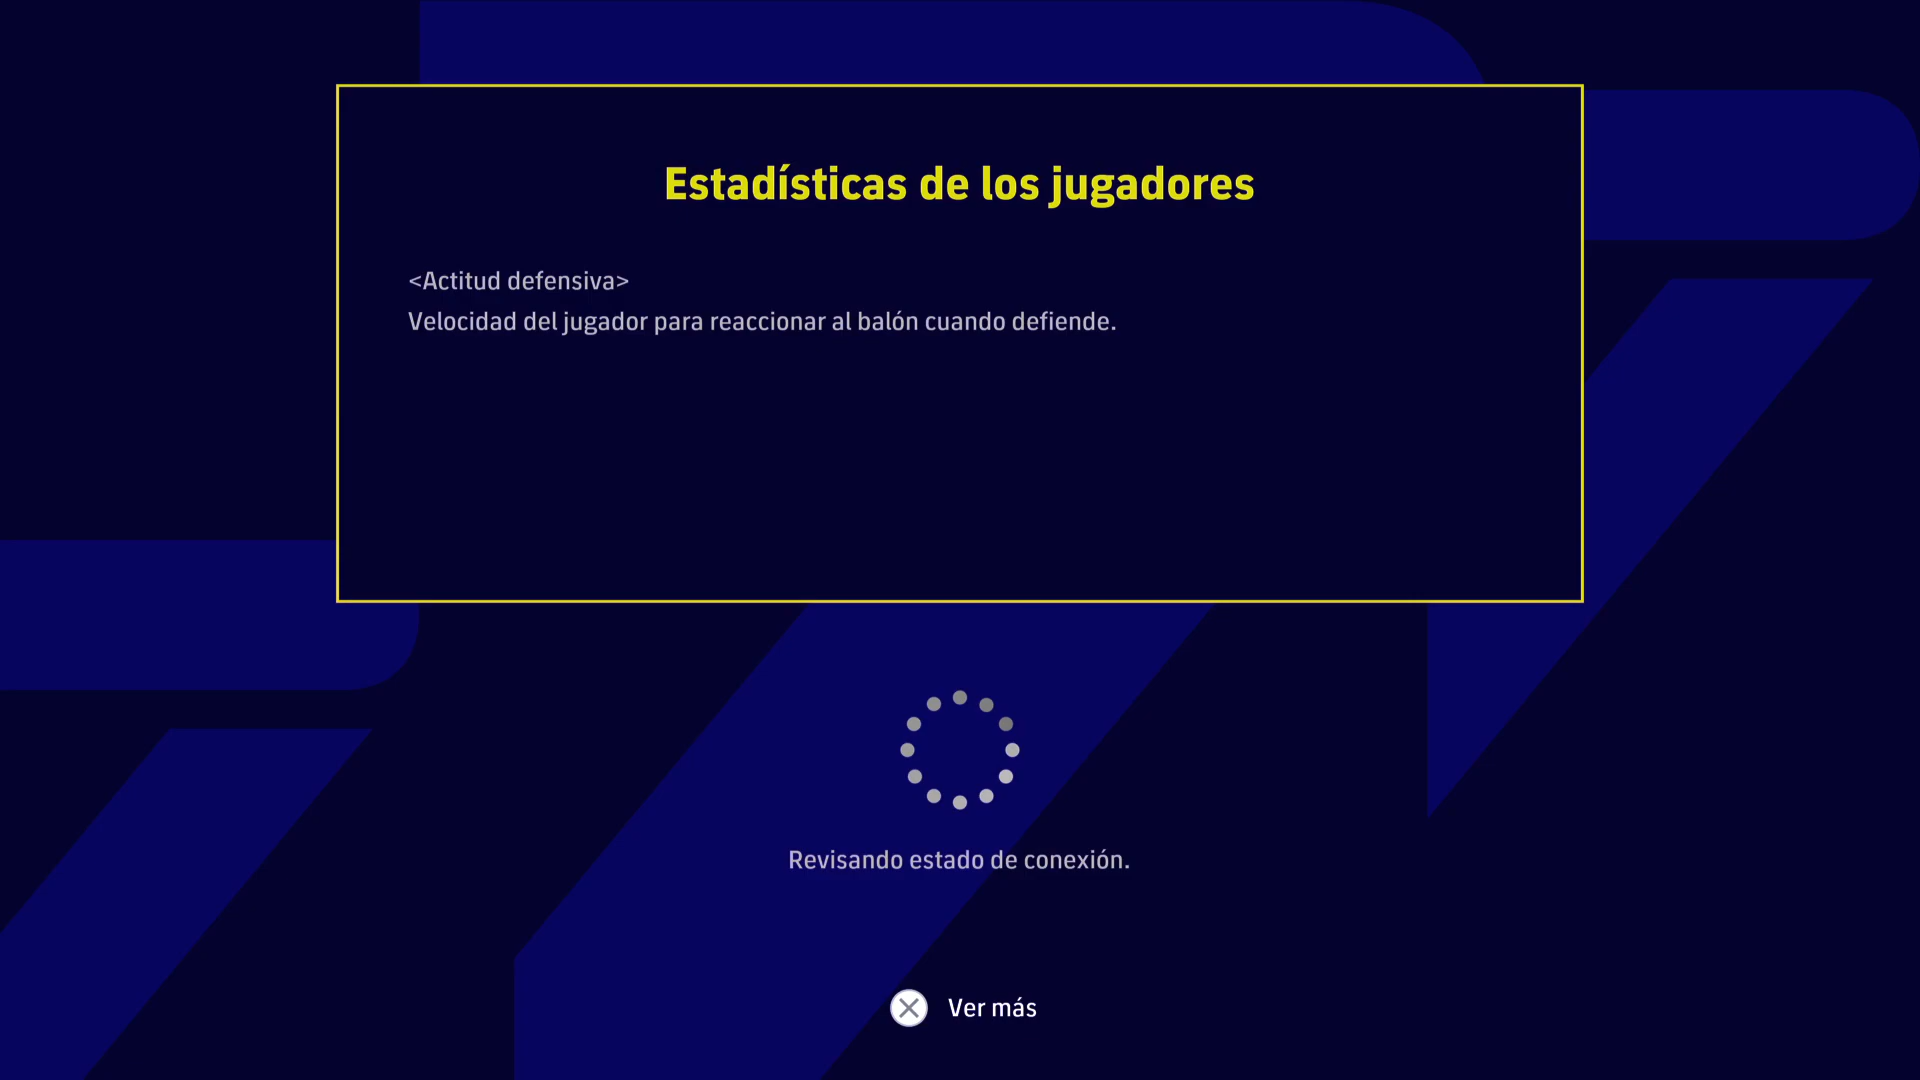 Estadísticas de los jugadores
<Actitud defensiva>
Velocidad del jugador para reaccionar al balón cuando defiende.
Revisando estado de conexión.
Ver más